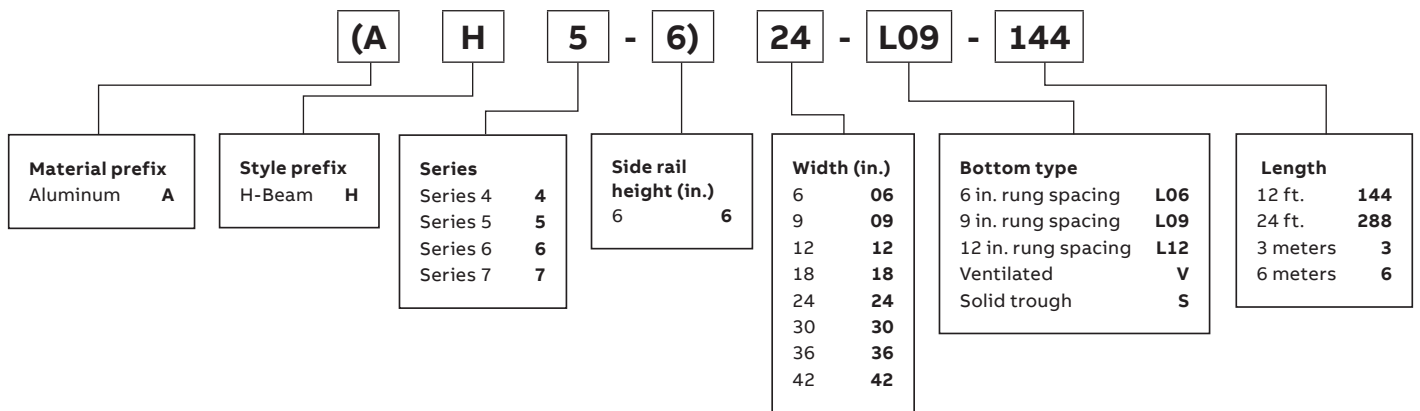 (A H 5 - 6) 24 - L09 - 144
Material prefix
Aluminum A
Style prefix
H-Beam H
Series
Series 4 4
Series 5 5
Series 6 6
Series 7 7
Side rail
height (in.)
6 6
Width (in.)
6 06
9 09
12 12
18 18
24 24
30 30
36 36
42 42
Bottom type
6 in. rung spacing L06
9 in. rung spacing L09
12 in. rung spacing L12
Ventilated V
Solid trough S
Length
12 ft. 144
24 ft. 288
3 meters 3
6 meters 6